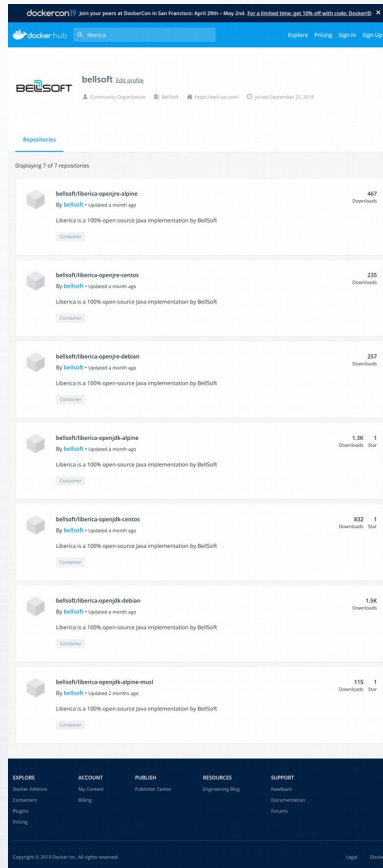 dockercon19 Join your peers at DockerCon in San Francisco: April 29th – May 2nd. For a limited time: get 10% off with code: DockerID ×
docker hub liberica Explore Pricing Sign In Sign Up
BELLSOFT
bellsoft Edit profile
Community Organization BellSoft https://bell-sw.com/ Joined September 25, 2018
Repositories
Displaying 7 of 7 repositories
bellsoft/liberica-openjre-alpine 467
By bellsoft • Updated a month ago Downloads
Liberica is a 100% open-source Java implementation by BellSoft
Container
bellsoft/liberica-openjre-centos 235
By bellsoft • Updated a month ago Downloads
Liberica is a 100% open-source Java implementation by BellSoft
Container
bellsoft/liberica-openjre-debian 257
By bellsoft • Updated a month ago Downloads
Liberica is a 100% open-source Java implementation by BellSoft
Container
bellsoft/liberica-openjdk-alpine 1.3K 1
By bellsoft • Updated a month ago Downloads Star
Liberica is a 100% open-source Java implementation by BellSoft
Container
bellsoft/liberica-openjdk-centos 832 1
By bellsoft • Updated a month ago Downloads Star
Liberica is a 100% open-source Java implementation by BellSoft
Container
bellsoft/liberica-openjdk-debian 1.5K
By bellsoft • Updated a month ago Downloads
Liberica is a 100% open-source Java implementation by BellSoft
Container
bellsoft/liberica-openjdk-alpine-musl 115 1
By bellsoft • Updated 2 months ago Downloads Star
Liberica is a 100% open-source Java implementation by BellSoft
Container
EXPLORE ACCOUNT PUBLISH RESOURCES SUPPORT
Docker Editions My Content Publisher Center Engineering Blog Feedback
Containers Billing Documentation
Plugins Forums
Pricing
Copyright © 2019 Docker Inc. All rights reserved. Legal Docke